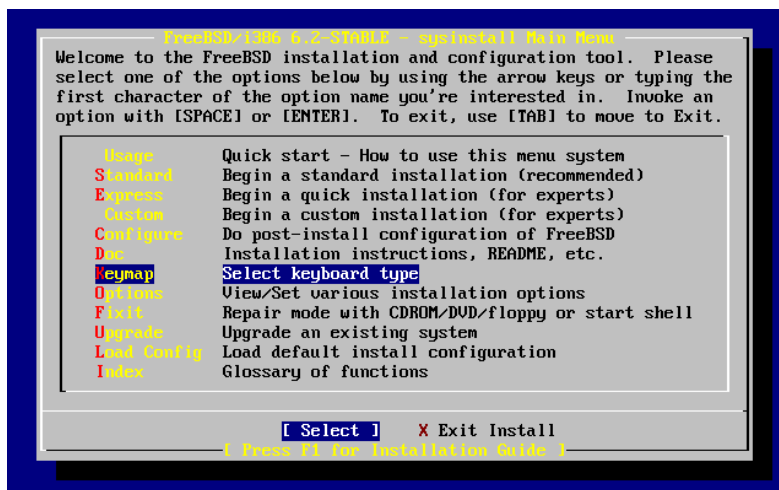 FreeBSD/i386 6.2-STABLE - sysinstall Main Menu
Welcome to the FreeBSD installation and configuration tool.  Please
select one of the options below by using the arrow keys or typing the
first character of the option name you're interested in.  Invoke an
option with [SPACE] or [ENTER].  To exit, use [TAB] to move to Exit.
Usage Quick start - How to use this menu system
Standard Begin a standard installation (recommended)
Express Begin a quick installation (for experts)
Custom Begin a custom installation (for experts)
Configure Do post-install configuration of FreeBSD
Doc Installation instructions, README, etc.
Keymap Select keyboard type
Options View/Set various installation options
Fixit Repair mode with CDROM/DVD/floppy or start shell
Upgrade Upgrade an existing system
Load Config Load default install configuration
Index Glossary of functions
[ Select ] X Exit Install
[ Press F1 for Installation Guide ]